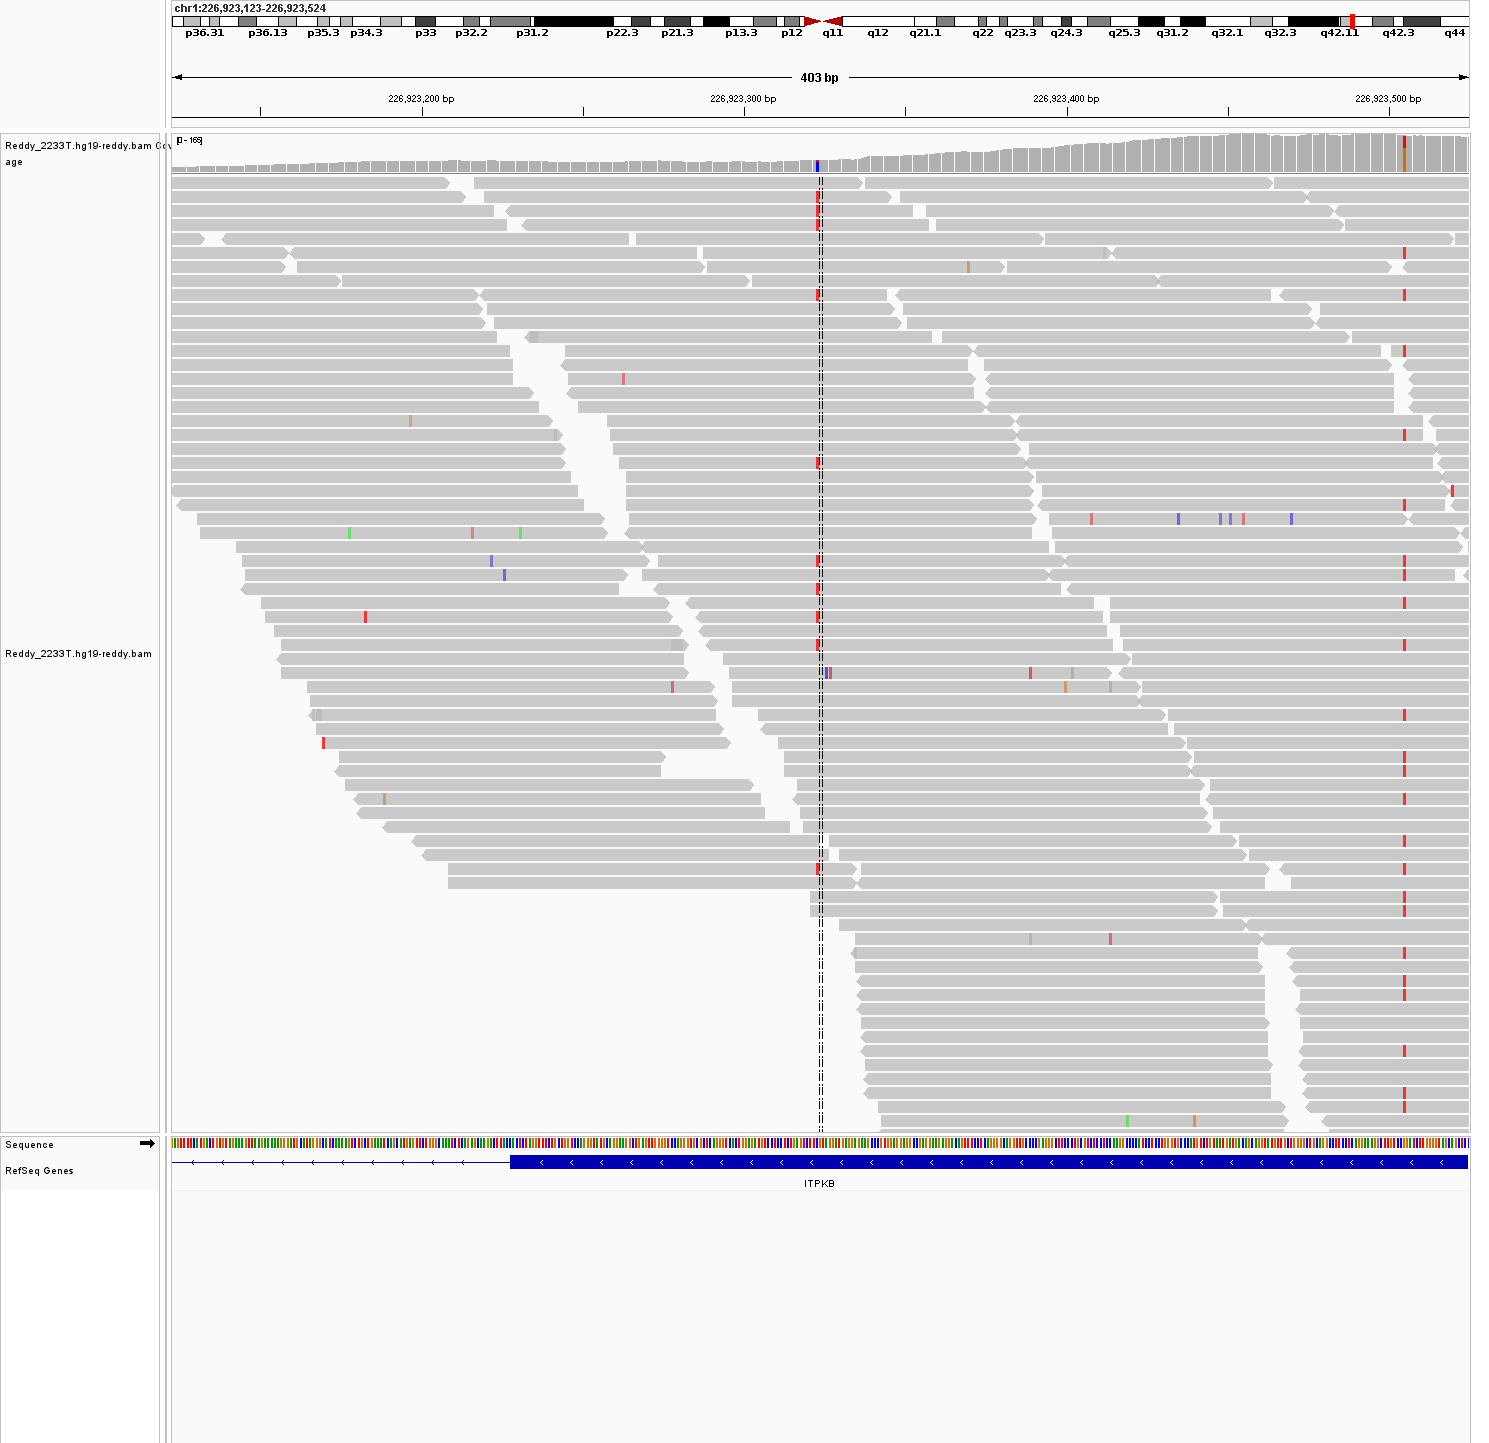 chr1:226,923,123-226,923,524
p36.31 p36.13 p35.3 p34.3 p33 p32.2 p31.2 p22.3 p21.3 p13.3 p12 q11 q12 q21.1 q22 q23.3 q24.3 q25.3 q31.2 q32.1 q32.3 q42.11 q42.3 q44
403 bp
226,923,200 bp 226,923,300 bp 226,923,400 bp 226,923,500 bp
[0 - 165]
Reddy_2233T.hg19-reddy.bam Cov
age
Reddy_2233T.hg19-reddy.bam
Sequence
RefSeq Genes
ITPKB